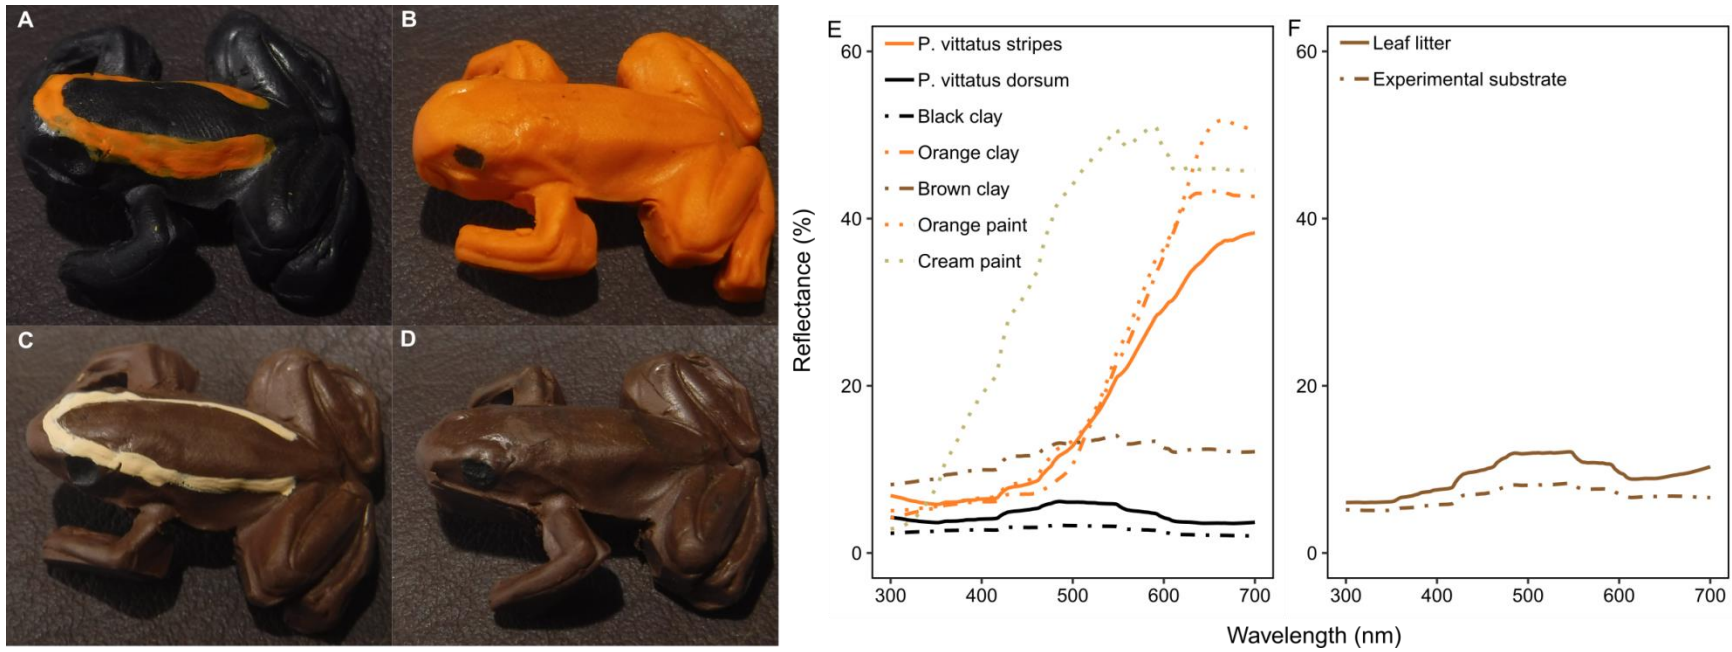 A
B
C
D
E
P. vittatus stripes
P. vittatus dorsum
Black clay
Orange clay
Brown clay
Orange paint
Cream paint
Reflectance (%)
60
40
20
0
300
400
500
600
700
F
Leaf litter
Experimental substrate
60
40
20
0
300
400
500
600
700
Wavelength (nm)